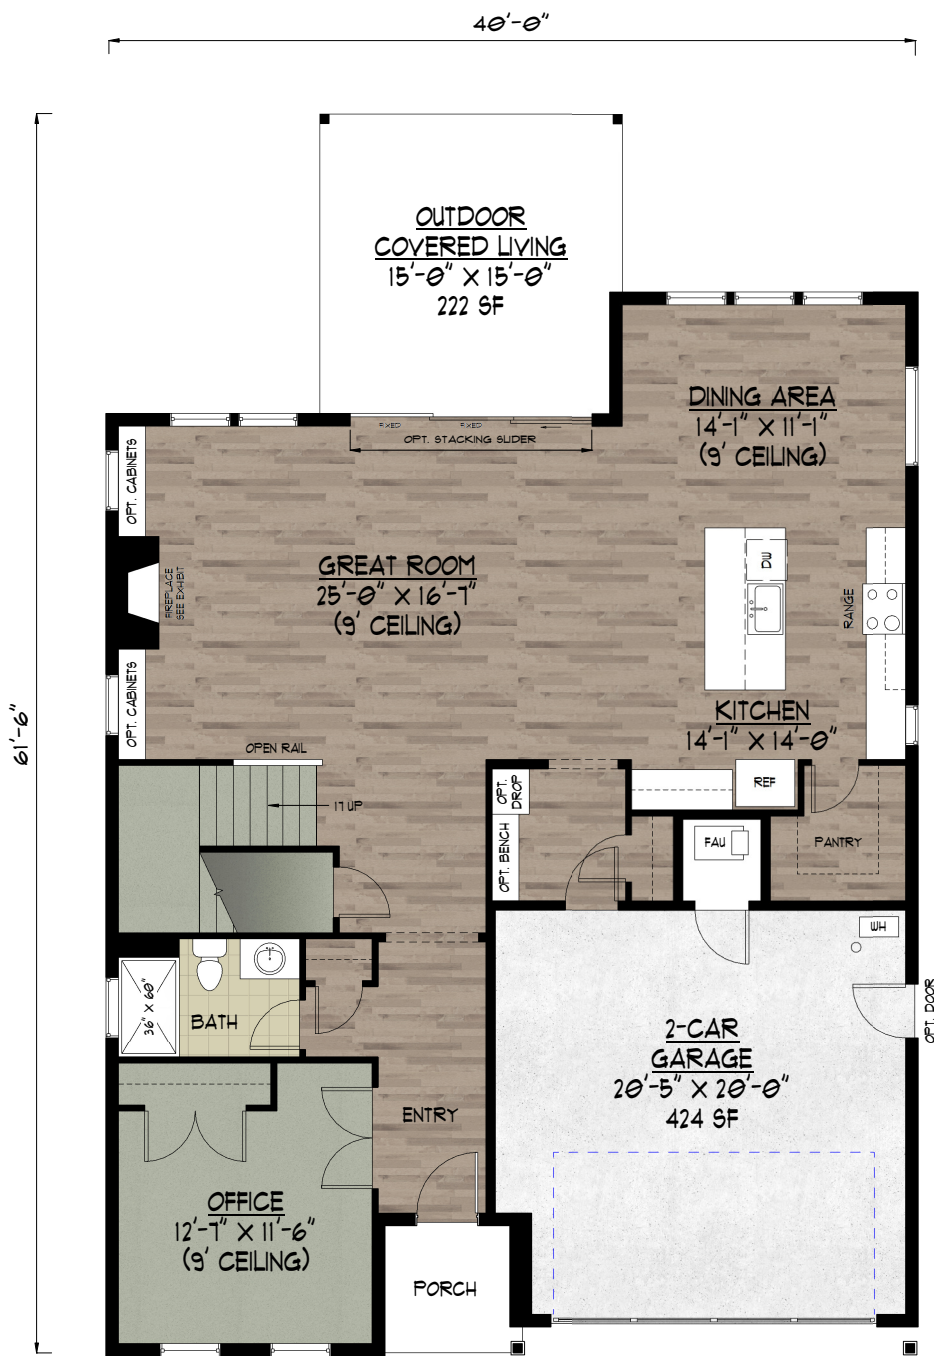 40'-0"
61'-6"
OUTDOOR
COVERED LIVING
15'-0" X 15'-0"
222 SF
DINING AREA
14'-1" X 11'-1"
(9' CEILING)
FIXED
FIXED
OPT. STACKING SLIDER
OPT. CABINETS
FIREPLACE
SEE EXHIBIT
OPT. CABINETS
GREAT ROOM
25'-0" X 16'-7"
(9' CEILING)
DW
RANGE
KITCHEN
14'-1" X 14'-0"
OPEN RAIL
17 UP
OPT.
DROP
OPT. BENCH
REF
FAU
PANTRY
WH
OPT. DOOR
36" X 60"
BATH
2-CAR
GARAGE
20'-5" X 20'-0"
424 SF
ENTRY
OFFICE
12'-7" X 11'-6"
(9' CEILING)
PORCH